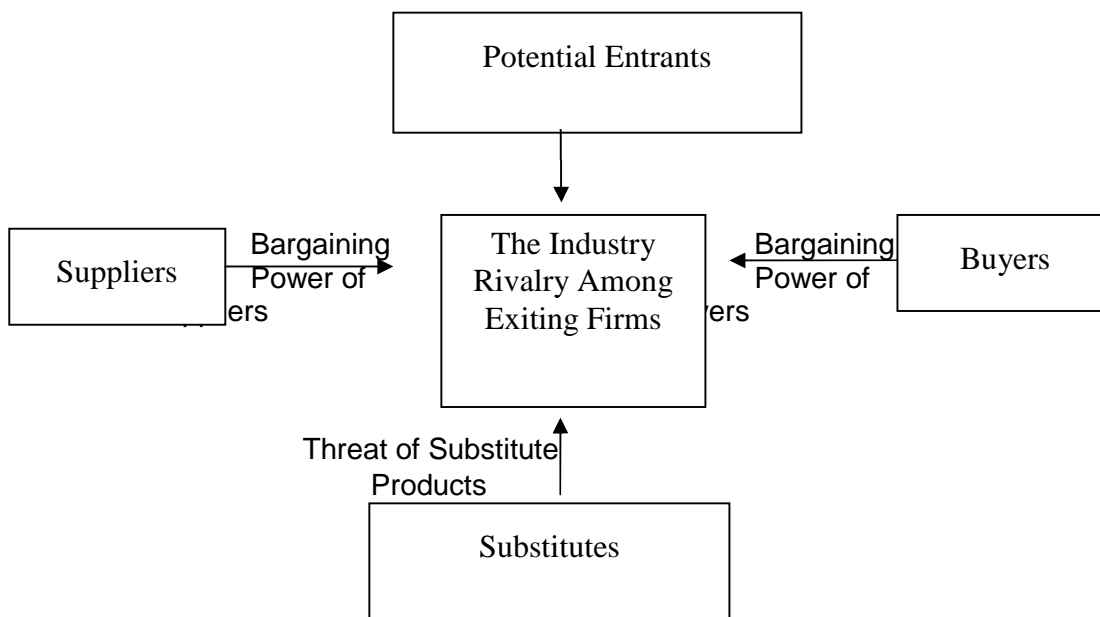 Potential Entrants
Suppliers
Bargaining
Power of
The Industry
Rivalry Among
Exiting Firms
Bargaining
Power of
Buyers
Threat of Substitute
Products
Substitutes